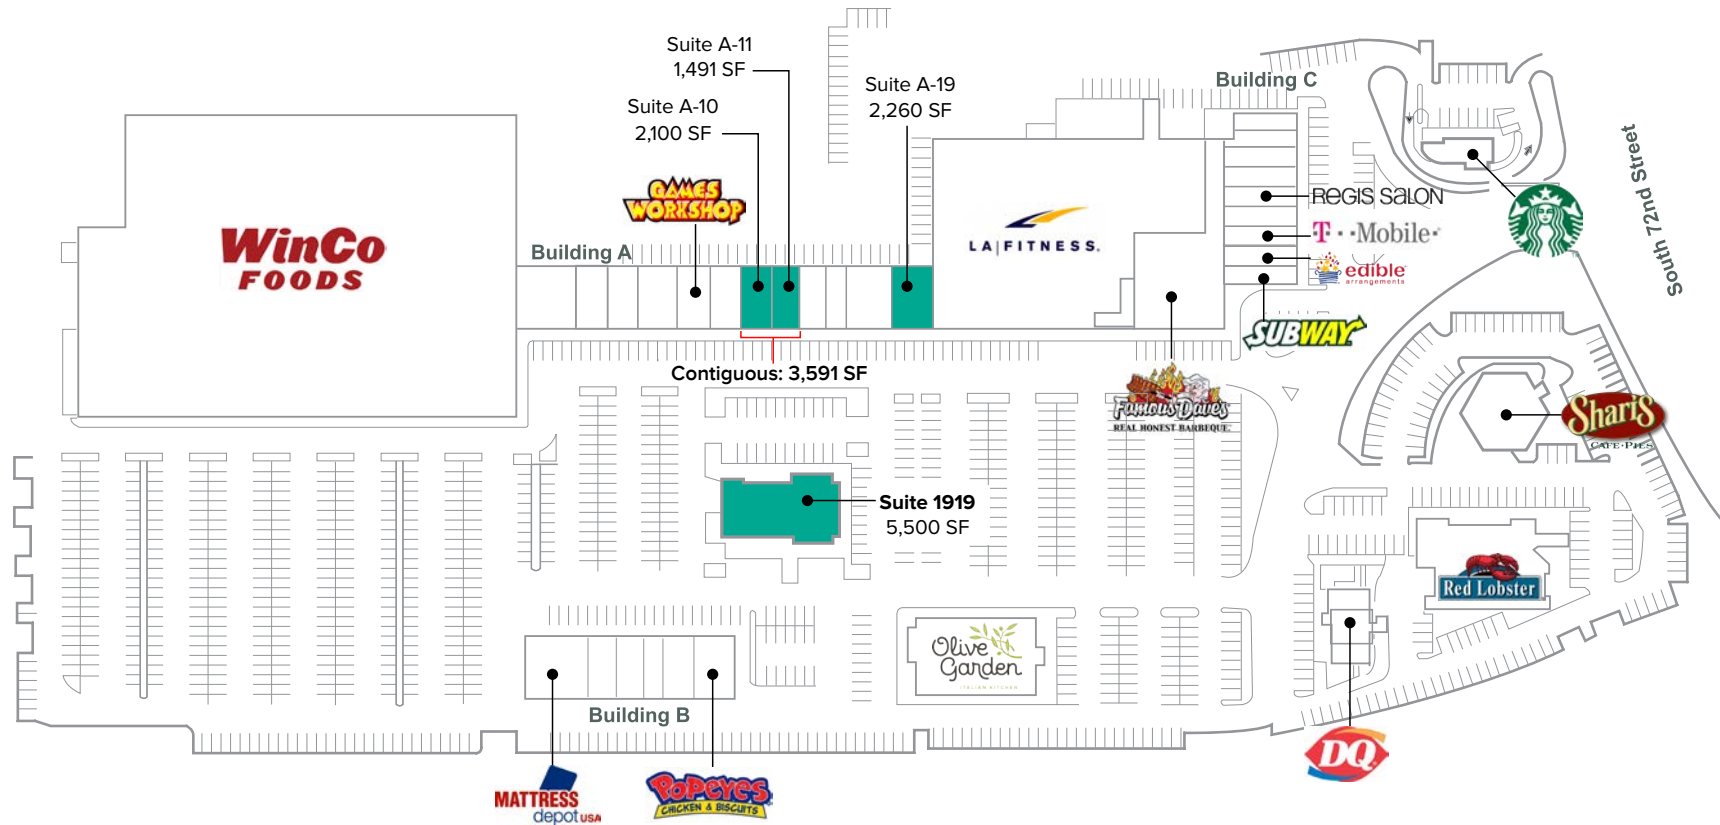 Suite A-11
1,491 SF
Suite A-10
2,100 SF
Suite A-19
2,260 SF
Building C
South 72nd Street
GAMES
WORKSHOP
WinCo
FOODS
Building A
LA|FITNESS.
REGIS SALON
T··Mobile·
edible
arrangements
SUBWAY
Contiguous: 3,591 SF
Famous Dave's
REAL HONEST BARBEQUE
Shari's
CAFE • PIES
Suite 1919
5,500 SF
Red Lobster
Olive
Garden
ITALIAN KITCHEN
Building B
DQ
MATTRESS
depot USA
POPEYES
CHICKEN & BISCUITS